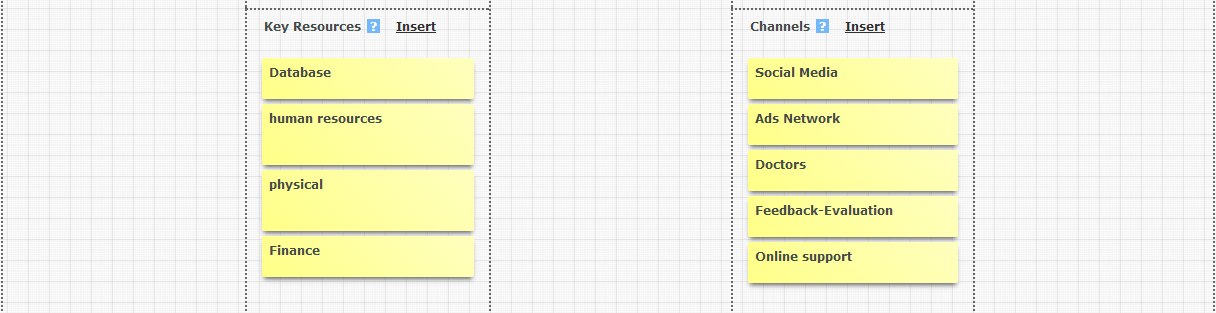 Key Resources ? Insert
Database
human resources
physical
Finance
Channels ? Insert
Social Media
Ads Network
Doctors
Feedback-Evaluation
Online support